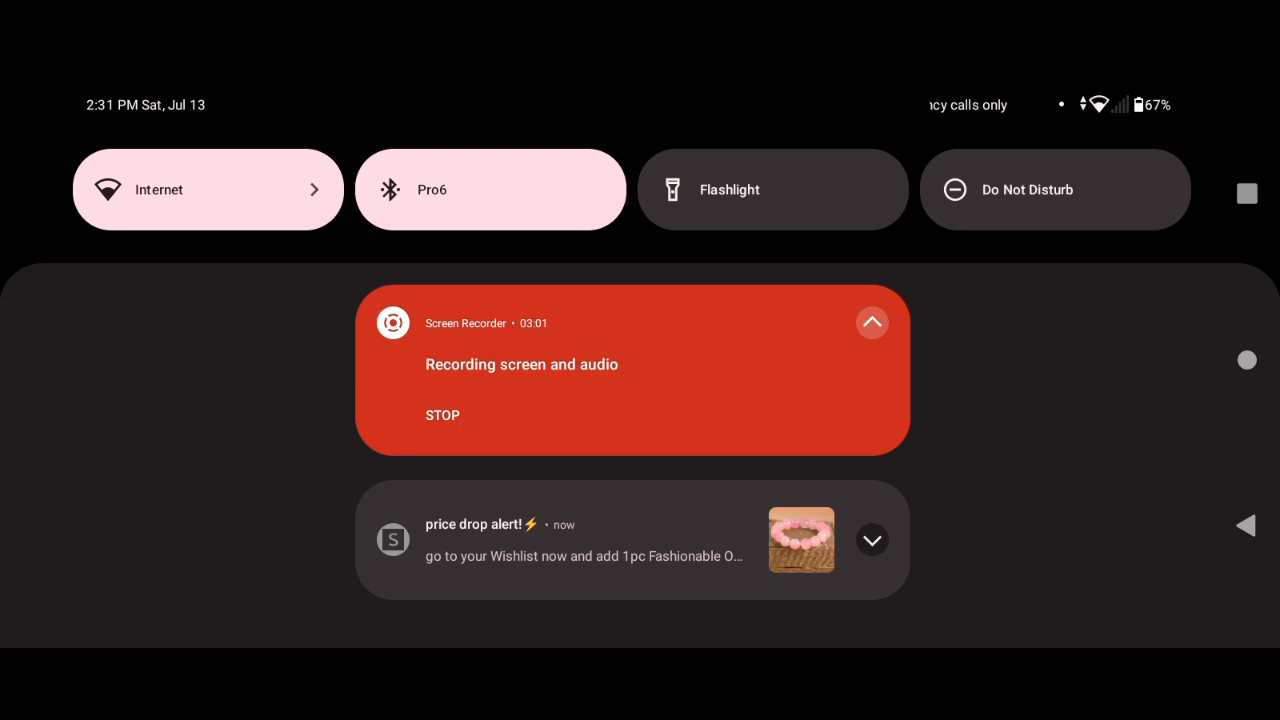 2:31 PM Sat, Jul 13
calls only
67%
Internet
Pro6
Flashlight
Do Not Disturb
Screen Recorder • 03:01
Recording screen and audio
STOP
S
price drop alert!⚡ • now
go to your Wishlist now and add 1pc Fashionable O...